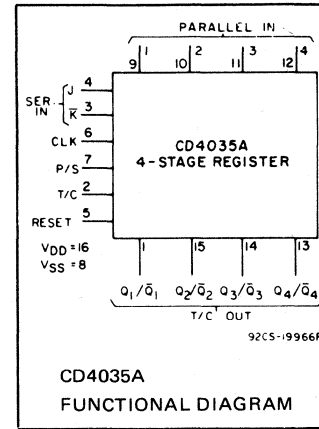 PARALLEL IN
1 2 3 4
9 10 11 12
J 4
SER. IN
K̅ 3
CLK 6
P/S 7
T/C 2
RESET 5
CD4035A
4-STAGE REGISTER
VDD =16
VSS = 8
1 15 14 13
Q1/Q̅1 Q2/Q̅2 Q3/Q̅3 Q4/Q̅4
T/C OUT
92CS-19966
CD4035A
FUNCTIONAL DIAGRAM